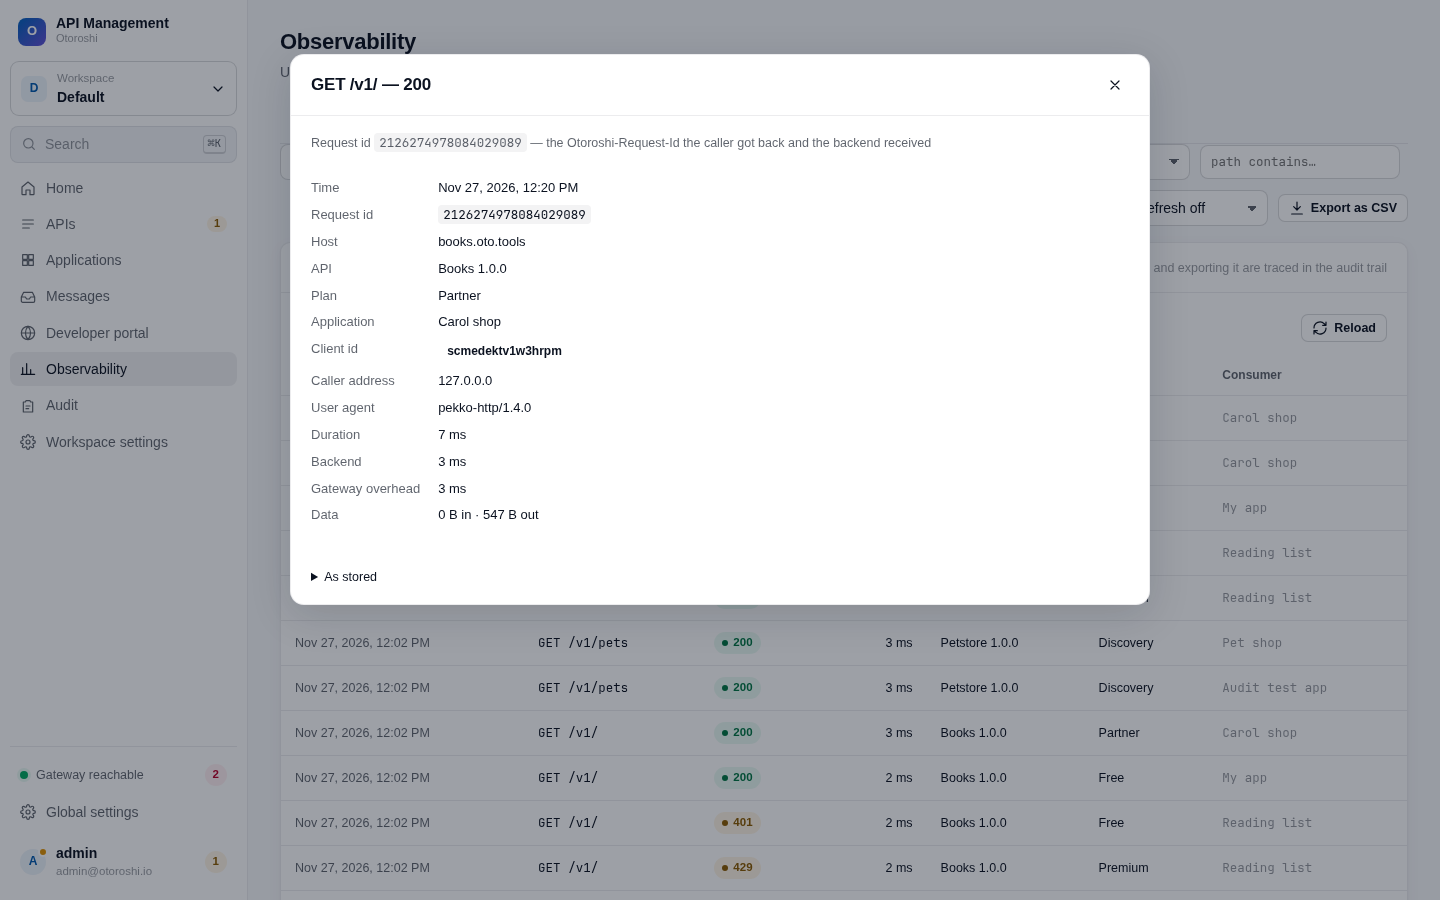 O
API Management
Otoroshi
D
Workspace
Default
Search
⌘K
Home
APIs
1
Applications
Messages
Developer portal
Observability
Audit
Workspace settings
Gateway reachable
2
Global settings
A
admin
admin@otoroshi.io
1
Observability
U
path contains…
efresh off
Export as CSV
and exporting it are traced in the audit trail
Reload
Consumer
Carol shop
Carol shop
My app
Reading list
Reading list
GET /v1/ — 200
Request id 2126274978084029089 — the Otoroshi-Request-Id the caller got back and the backend received
Time Nov 27, 2026, 12:20 PM
Request id 2126274978084029089
Host books.oto.tools
API Books 1.0.0
Plan Partner
Application Carol shop
Client id scmedektv1w3hrpm
Caller address 127.0.0.0
User agent pekko-http/1.4.0
Duration 7 ms
Backend 3 ms
Gateway overhead 3 ms
Data 0 B in · 547 B out
As stored
Nov 27, 2026, 12:02 PM GET /v1/pets 200 3 ms Petstore 1.0.0 Discovery Pet shop
Nov 27, 2026, 12:02 PM GET /v1/pets 200 3 ms Petstore 1.0.0 Discovery Audit test app
Nov 27, 2026, 12:02 PM GET /v1/ 200 3 ms Books 1.0.0 Partner Carol shop
Nov 27, 2026, 12:02 PM GET /v1/ 200 2 ms Books 1.0.0 Free My app
Nov 27, 2026, 12:02 PM GET /v1/ 401 2 ms Books 1.0.0 Free Reading list
Nov 27, 2026, 12:02 PM GET /v1/ 429 2 ms Books 1.0.0 Premium Reading list